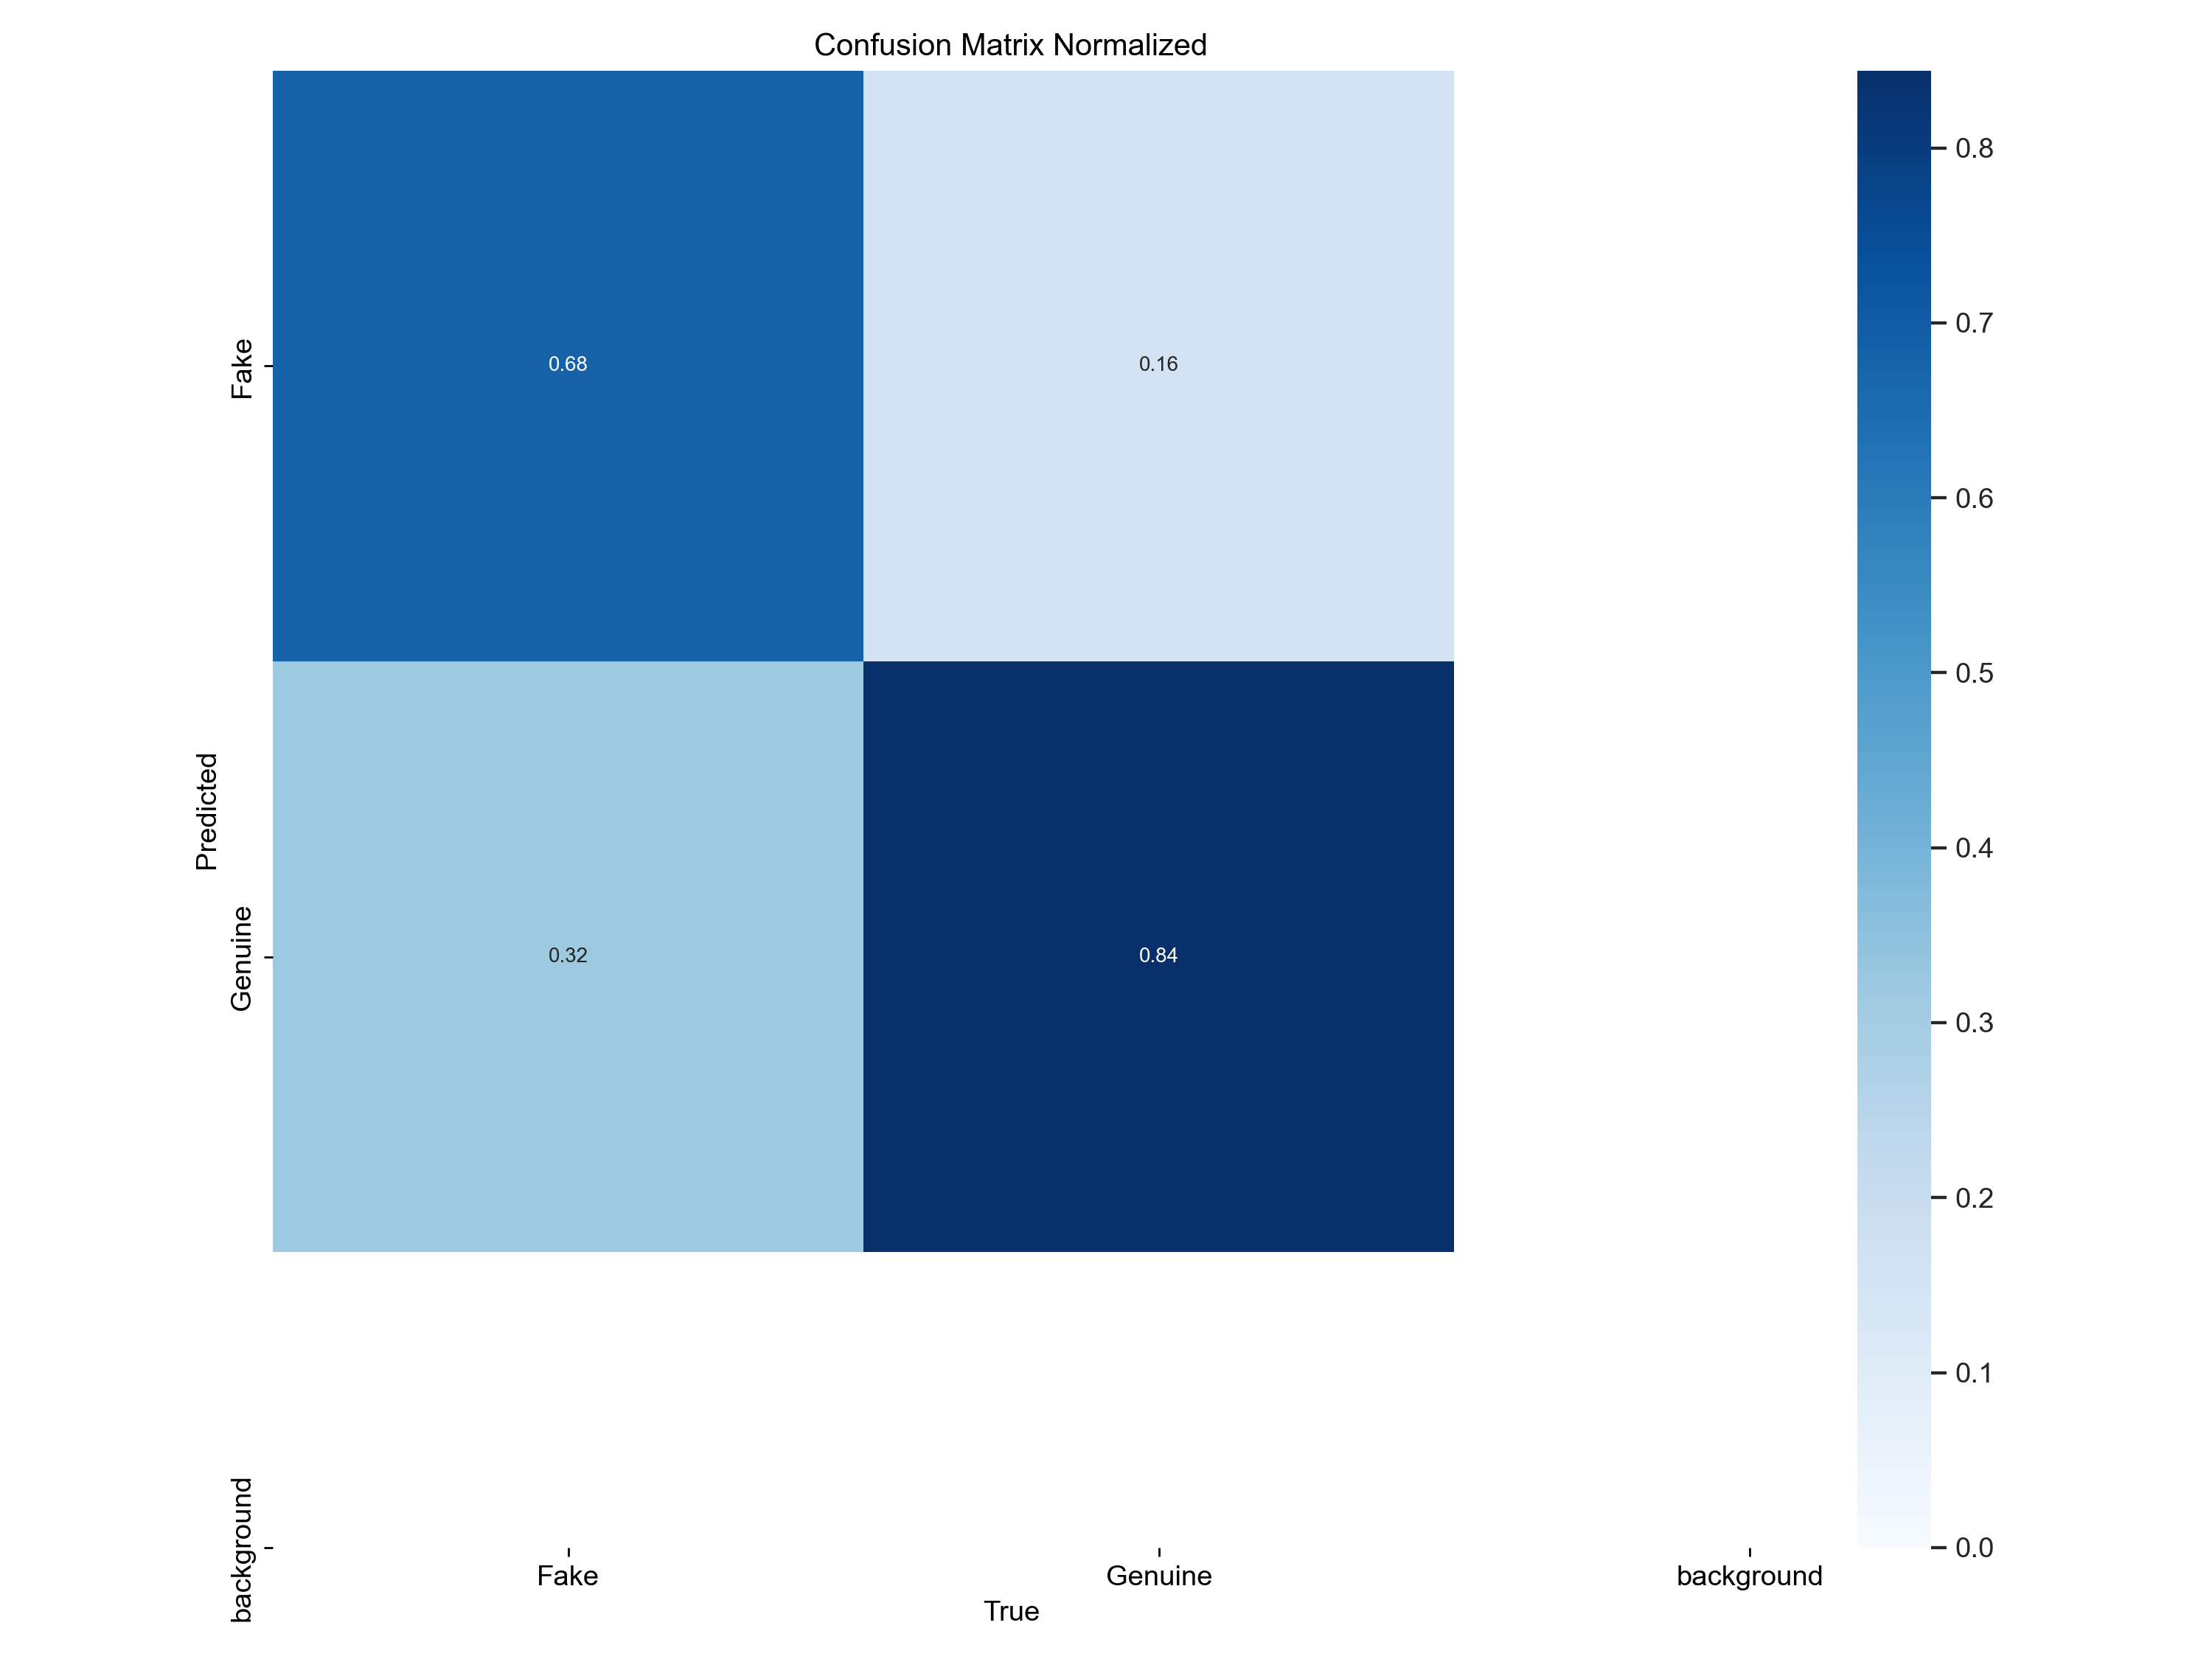 Confusion Matrix Normalized
Fake
0.68
0.16
Predicted
Genuine
0.32
0.84
background
Fake
Genuine
background
True
0.8
0.7
0.6
0.5
0.4
0.3
0.2
0.1
0.0